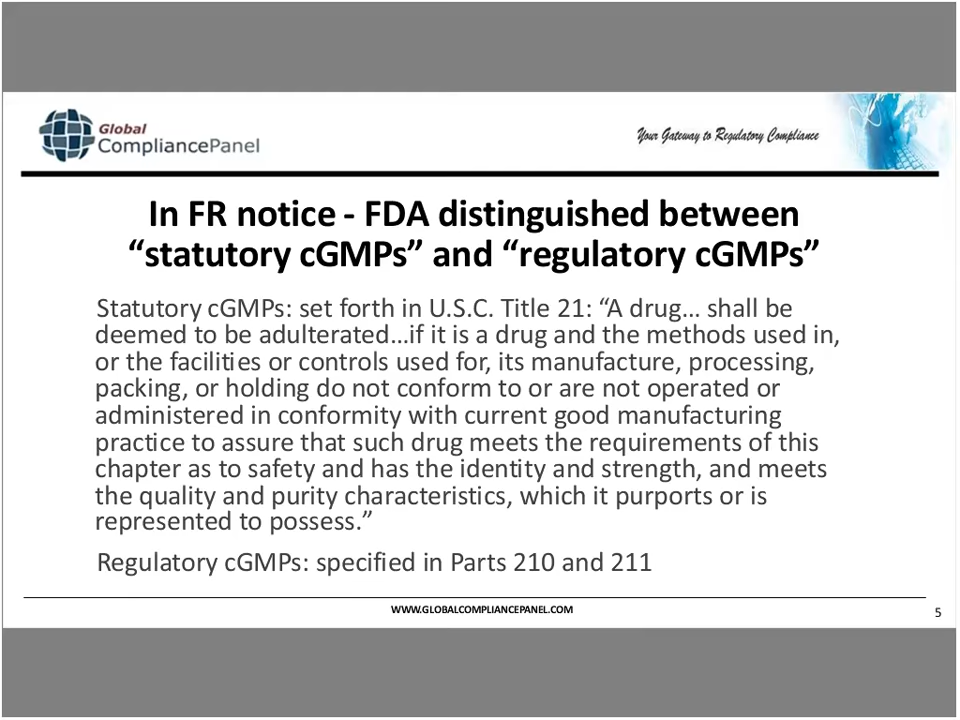 Global
CompliancePanel
Your Gateway to Regulatory Compliance
In FR notice - FDA distinguished between
“statutory cGMPs” and “regulatory cGMPs”
Statutory cGMPs: set forth in U.S.C. Title 21: “A drug… shall be
deemed to be adulterated…if it is a drug and the methods used in,
or the facilities or controls used for, its manufacture, processing,
packing, or holding do not conform to or are not operated or
administered in conformity with current good manufacturing
practice to assure that such drug meets the requirements of this
chapter as to safety and has the identity and strength, and meets
the quality and purity characteristics, which it purports or is
represented to possess.”
Regulatory cGMPs: specified in Parts 210 and 211
WWW.GLOBALCOMPLIANCEPANEL.COM
5